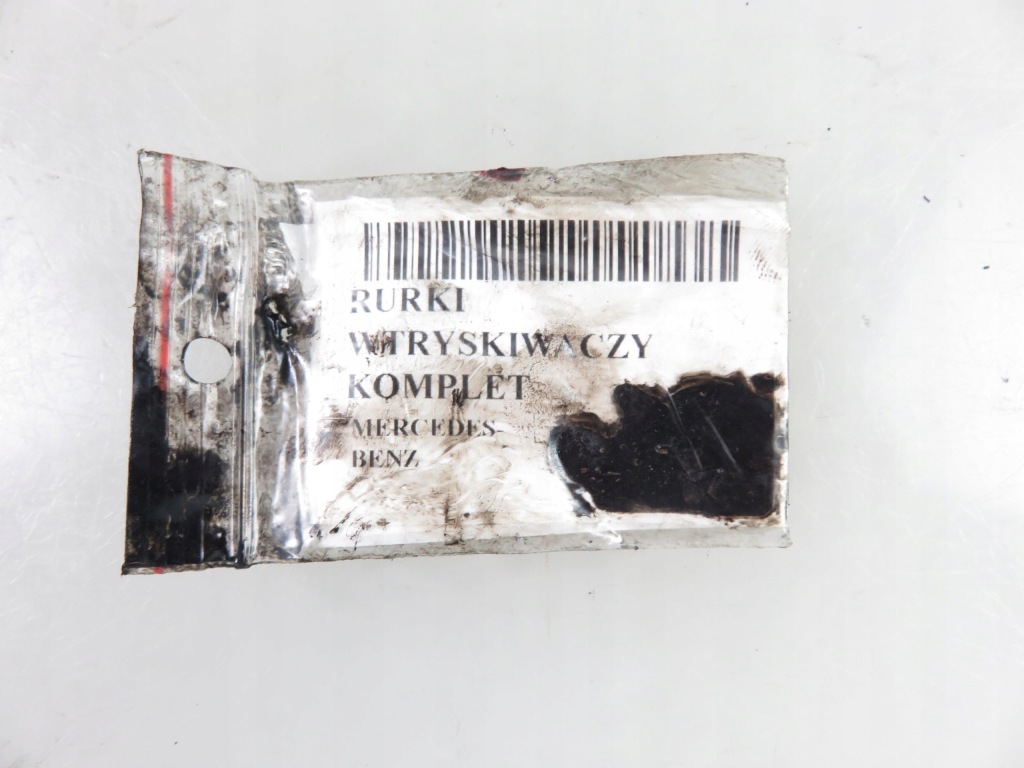 RURKI
WTRYSKIWACZY
KOMPLET
MERCEDES-
BENZ